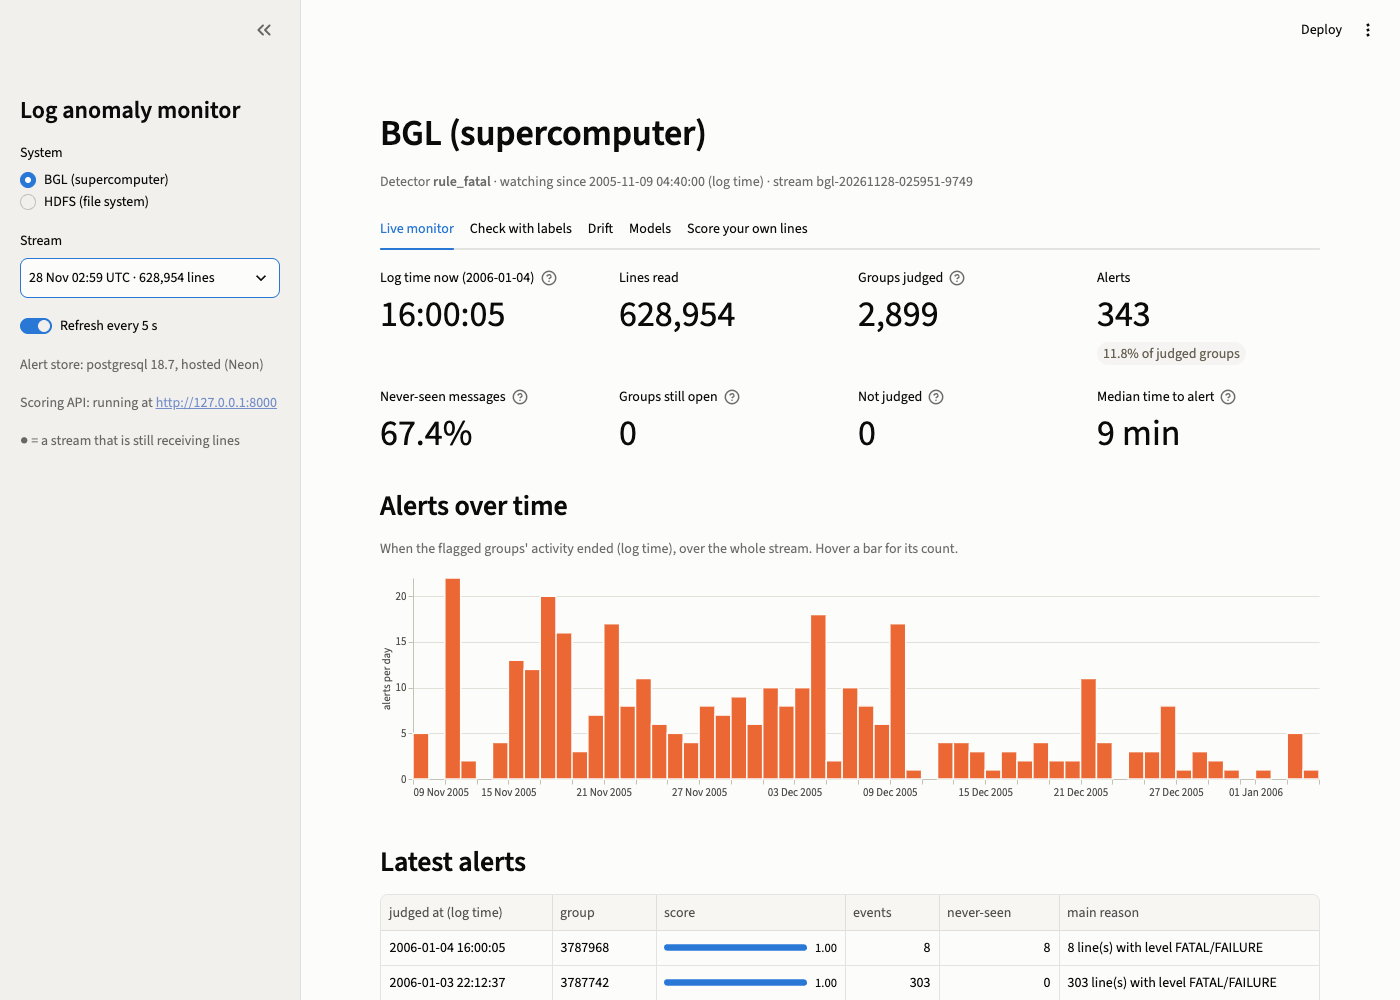 Deploy
Log anomaly monitor
System
BGL (supercomputer)
HDFS (file system)
Stream
28 Nov 02:59 UTC · 628,954 lines
Refresh every 5 s
Alert store: postgresql 18.7, hosted (Neon)
Scoring API: running at http://127.0.0.1:8000
● = a stream that is still receiving lines
BGL (supercomputer)
Detector rule_fatal · watching since 2005-11-09 04:40:00 (log time) · stream bgl-20261128-025951-9749
Live monitor Check with labels Drift Models Score your own lines
Log time now (2006-01-04) Lines read Groups judged Alerts
16:00:05 628,954 2,899 343
11.8% of judged groups
Never-seen messages Groups still open Not judged Median time to alert
67.4% 0 0 9 min
Alerts over time
When the flagged groups' activity ended (log time), over the whole stream. Hover a bar for its count.
alerts per day
20
15
10
5
0
09 Nov 2005 15 Nov 2005 21 Nov 2005 27 Nov 2005 03 Dec 2005 09 Dec 2005 15 Dec 2005 21 Dec 2005 27 Dec 2005 01 Jan 2006
Latest alerts
judged at (log time) group score events never-seen main reason
2006-01-04 16:00:05 3787968 1.00 8 8 8 line(s) with level FATAL/FAILURE
2006-01-03 22:12:37 3787742 1.00 303 0 303 line(s) with level FATAL/FAILURE